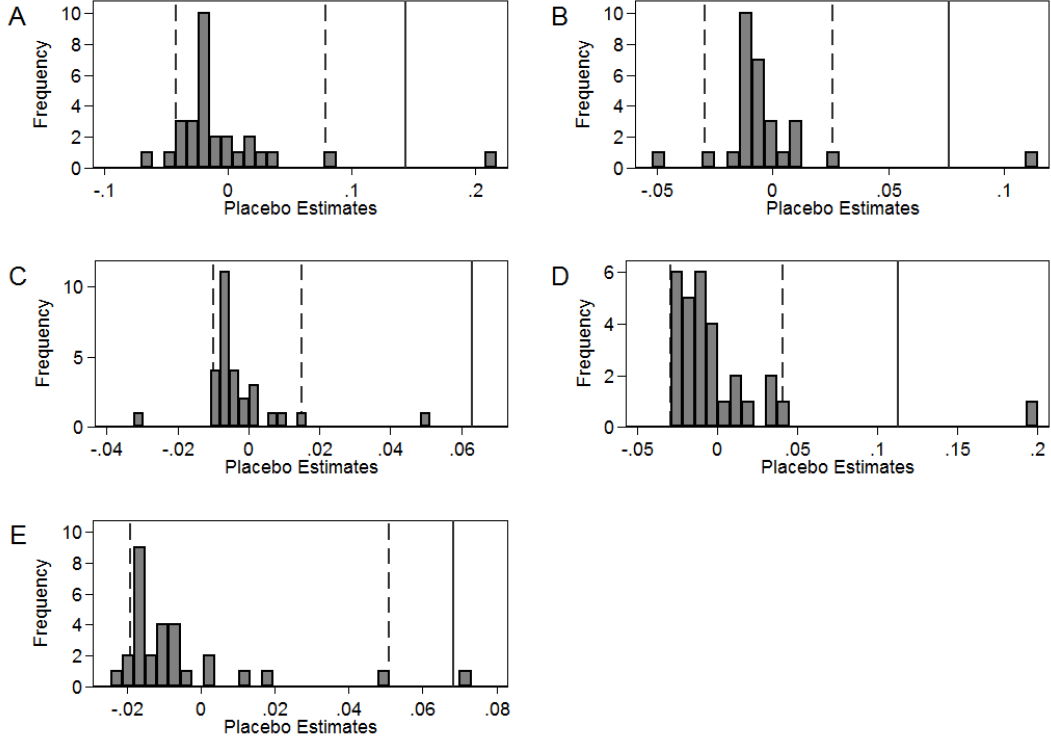 A
Frequency
10
8
6
4
2
0
-.1 0 .1 .2
Placebo Estimates
B
Frequency
10
8
6
4
2
0
-.05 0 .05 .1
Placebo Estimates
C
Frequency
10
5
0
-.04 -.02 0 .02 .04 .06
Placebo Estimates
D
Frequency
6
4
2
0
-.05 0 .05 .1 .15 .2
Placebo Estimates
E
Frequency
10
8
6
4
2
0
-.02 0 .02 .04 .06 .08
Placebo Estimates